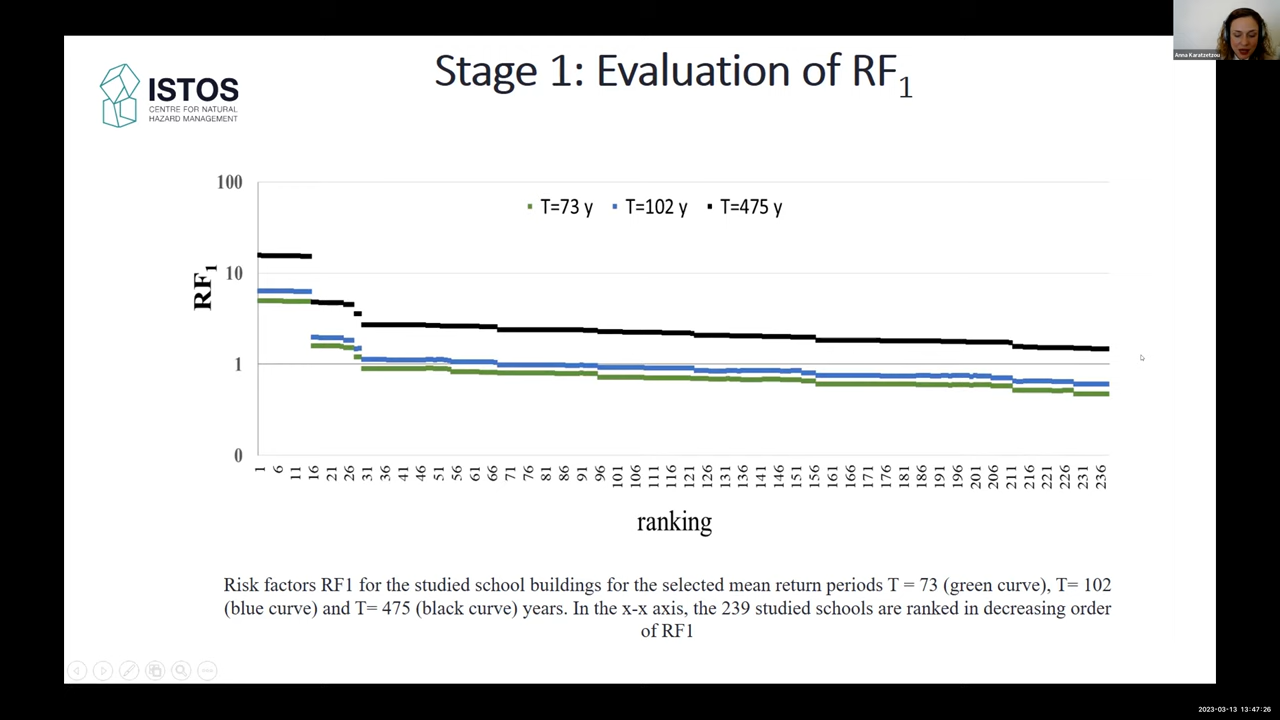 Anna Karatzetzou
ISTOS
CENTRE FOR NATURAL
HAZARD MANAGEMENT
Stage 1: Evaluation of RF1
100
10
1
0
RF1
T=73 y T=102 y T=475 y
1 6 11 16 21 26 31 36 41 46 51 56 61 66 71 76 81 86 91 96 101 106 111 116 121 126 131 136 141 146 151 156 161 166 171 176 181 186 191 196 201 206 211 216 221 226 231 236
ranking
Risk factors RF1 for the studied school buildings for the selected mean return periods T = 73 (green curve), T= 102
(blue curve) and T= 475 (black curve) years. In the x-x axis, the 239 studied schools are ranked in decreasing order
of RF1
2023-03-13 13:47:26